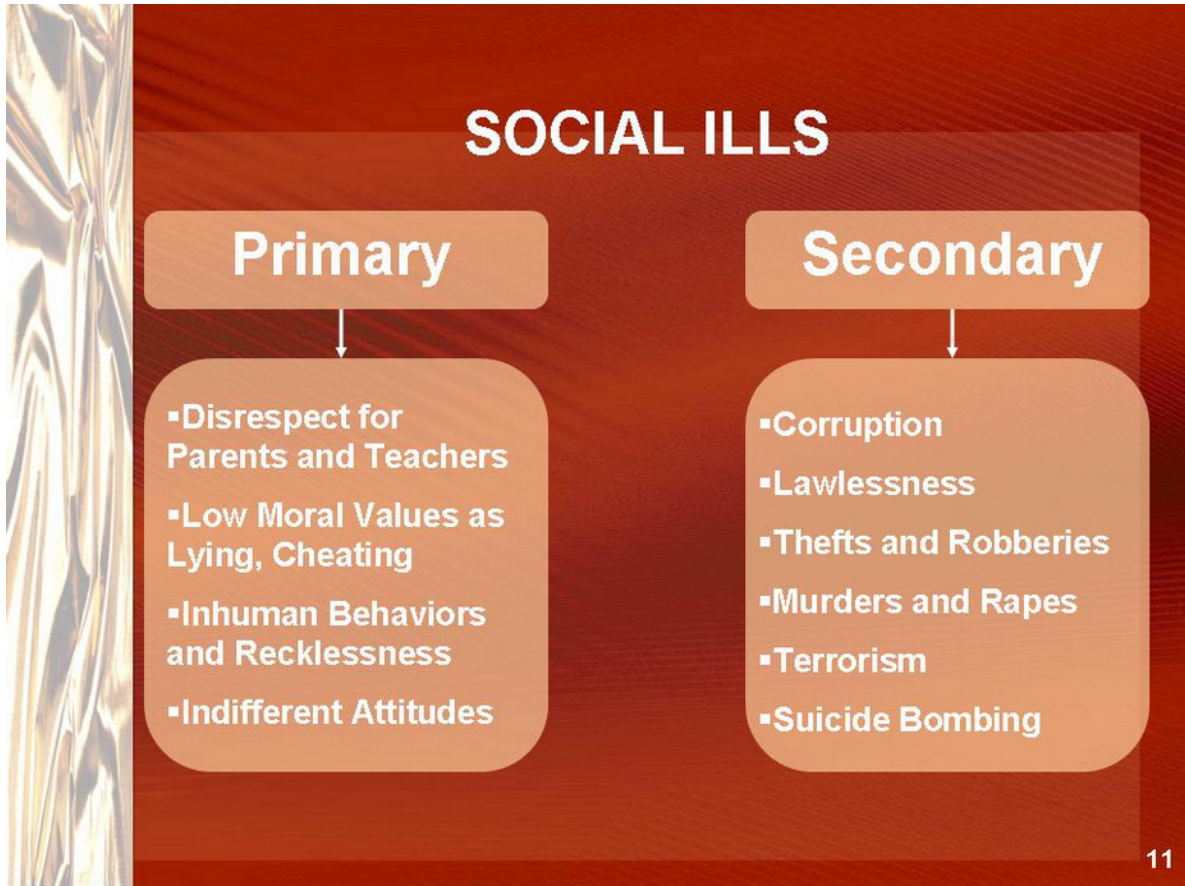 SOCIAL ILLS
Primary
▪Disrespect for
Parents and Teachers
▪Low Moral Values as
Lying, Cheating
▪Inhuman Behaviors
and Recklessness
▪Indifferent Attitudes
Secondary
▪Corruption
▪Lawlessness
▪Thefts and Robberies
▪Murders and Rapes
▪Terrorism
▪Suicide Bombing
11